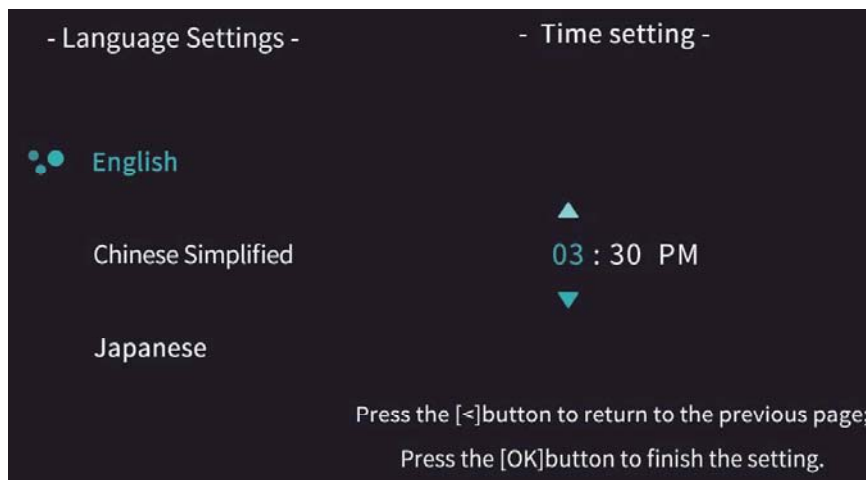 - Language Settings -
- Time setting -
English
Chinese Simplified
Japanese
03 : 30 PM
Press the [<]button to return to the previous page;
Press the [OK]button to finish the setting.